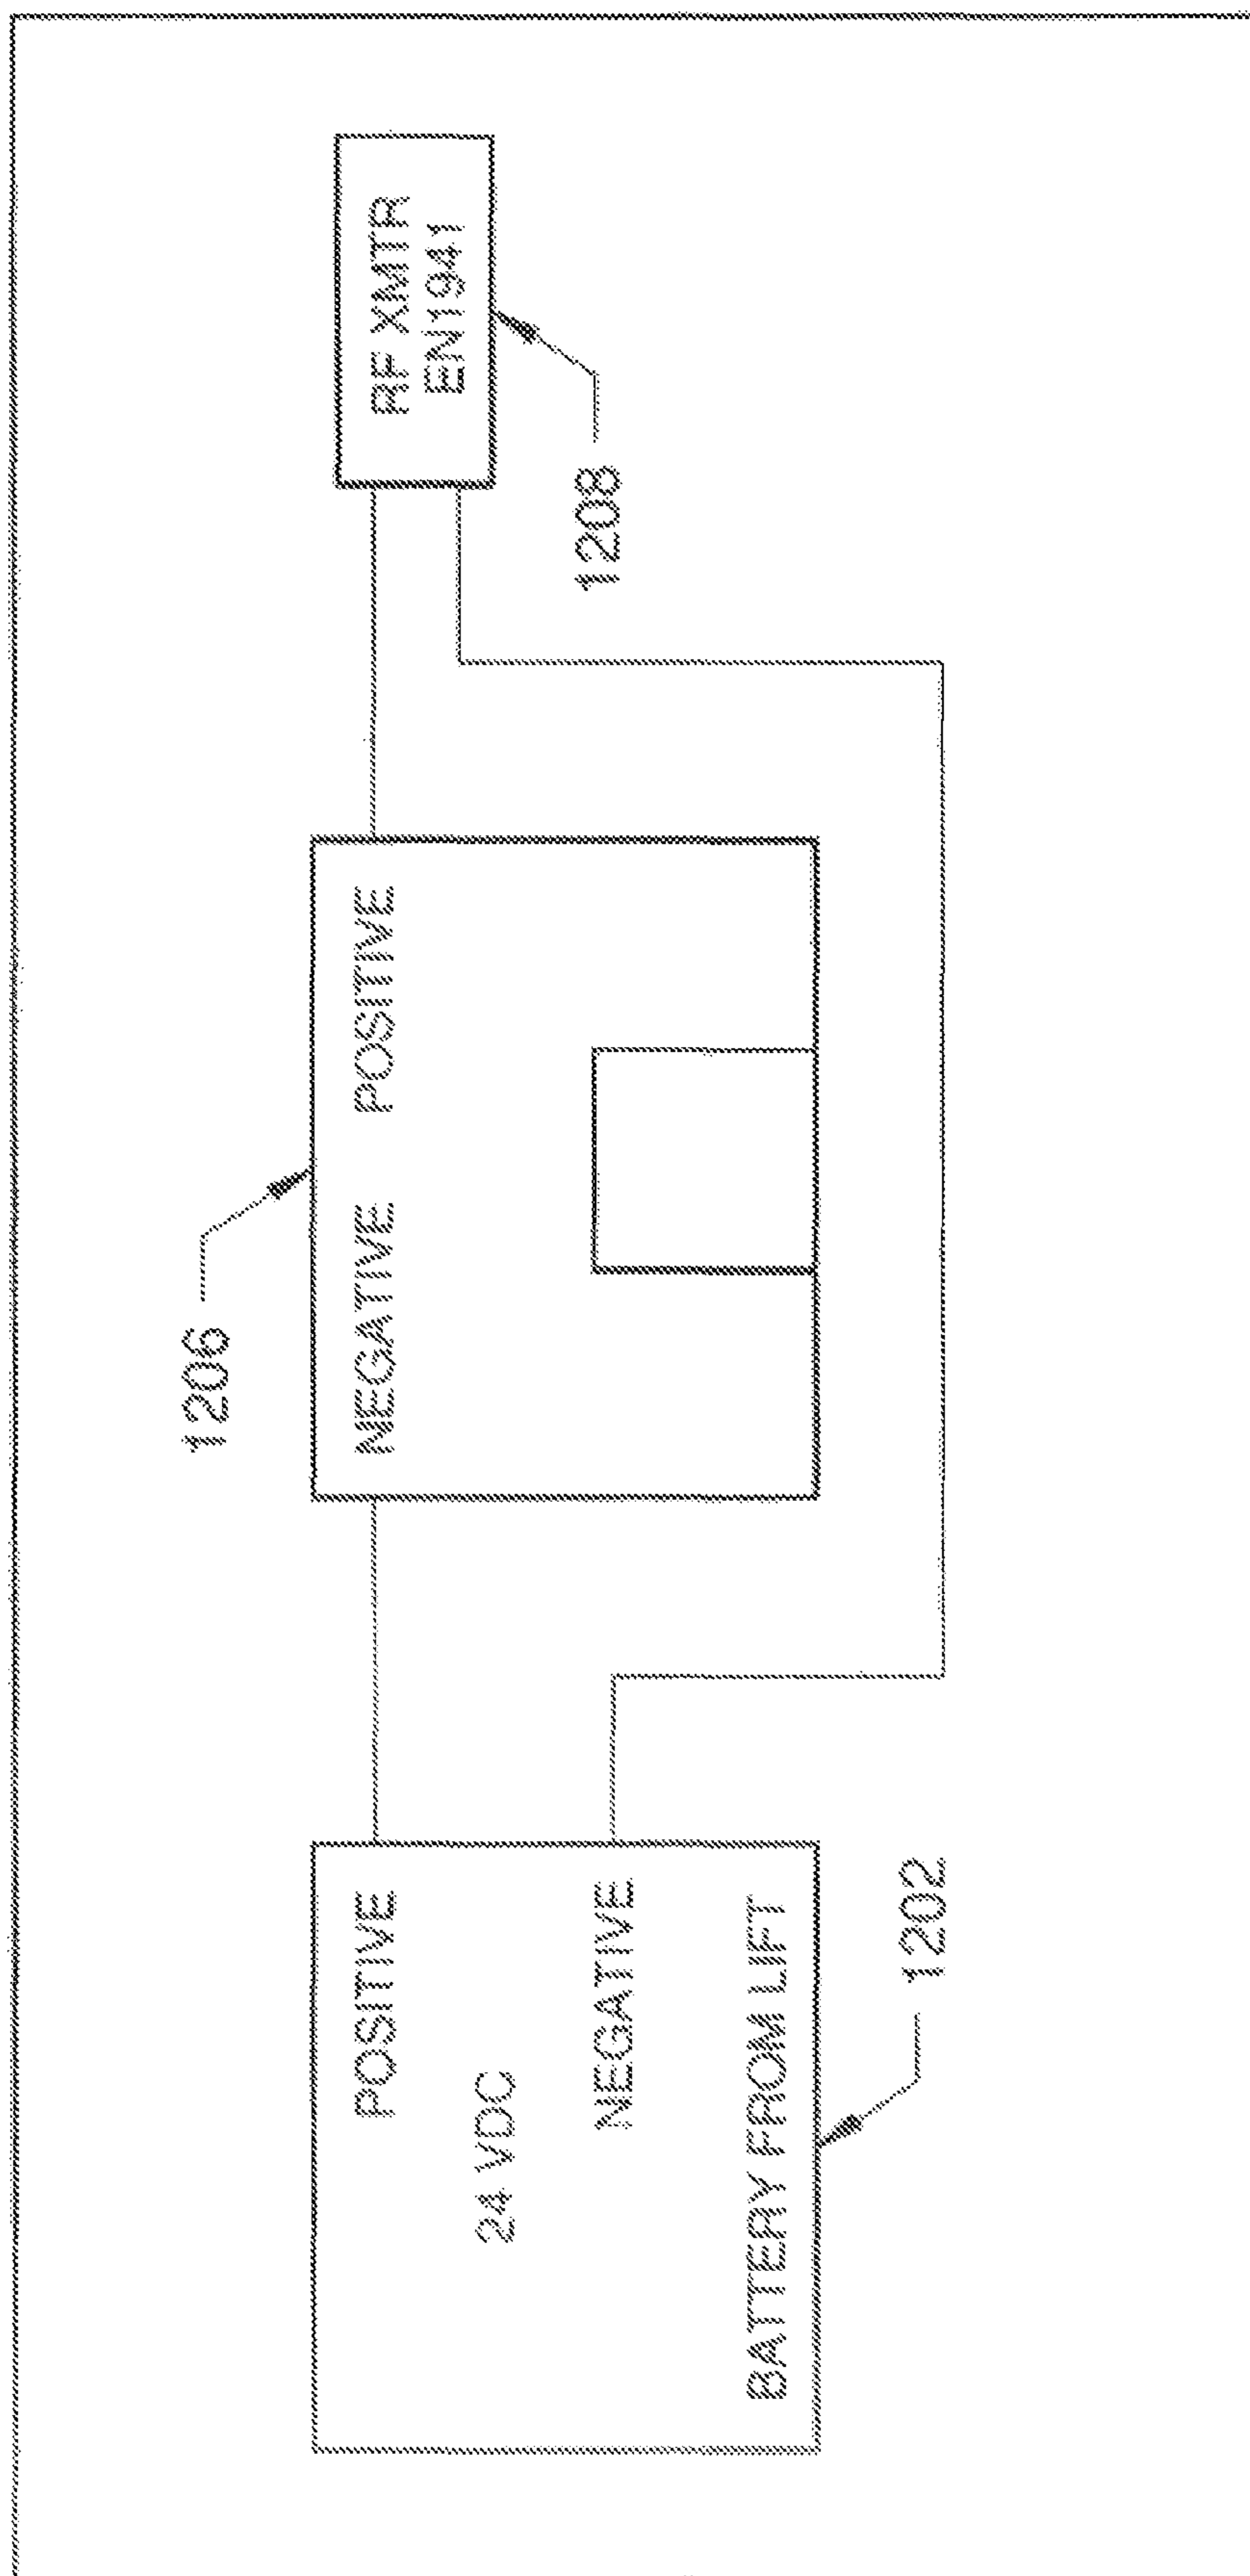 1206
NEGATIVE POSITIVE
RF XMTR
EN1941
1208
POSITIVE
24 VDC
NEGATIVE
BATTERY FROM LIFT
1202